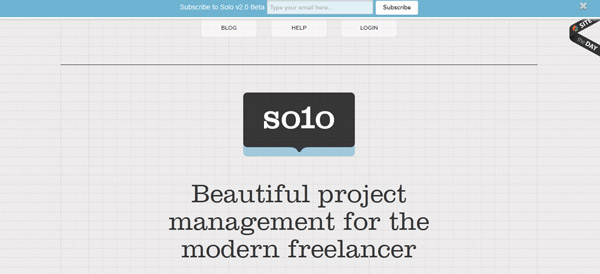 Subscribe to Solo v2.0 Beta Type your email here... Subscribe
BLOG HELP LOGIN
SITE
the DAY
solo
Beautiful project
management for the
modern freelancer